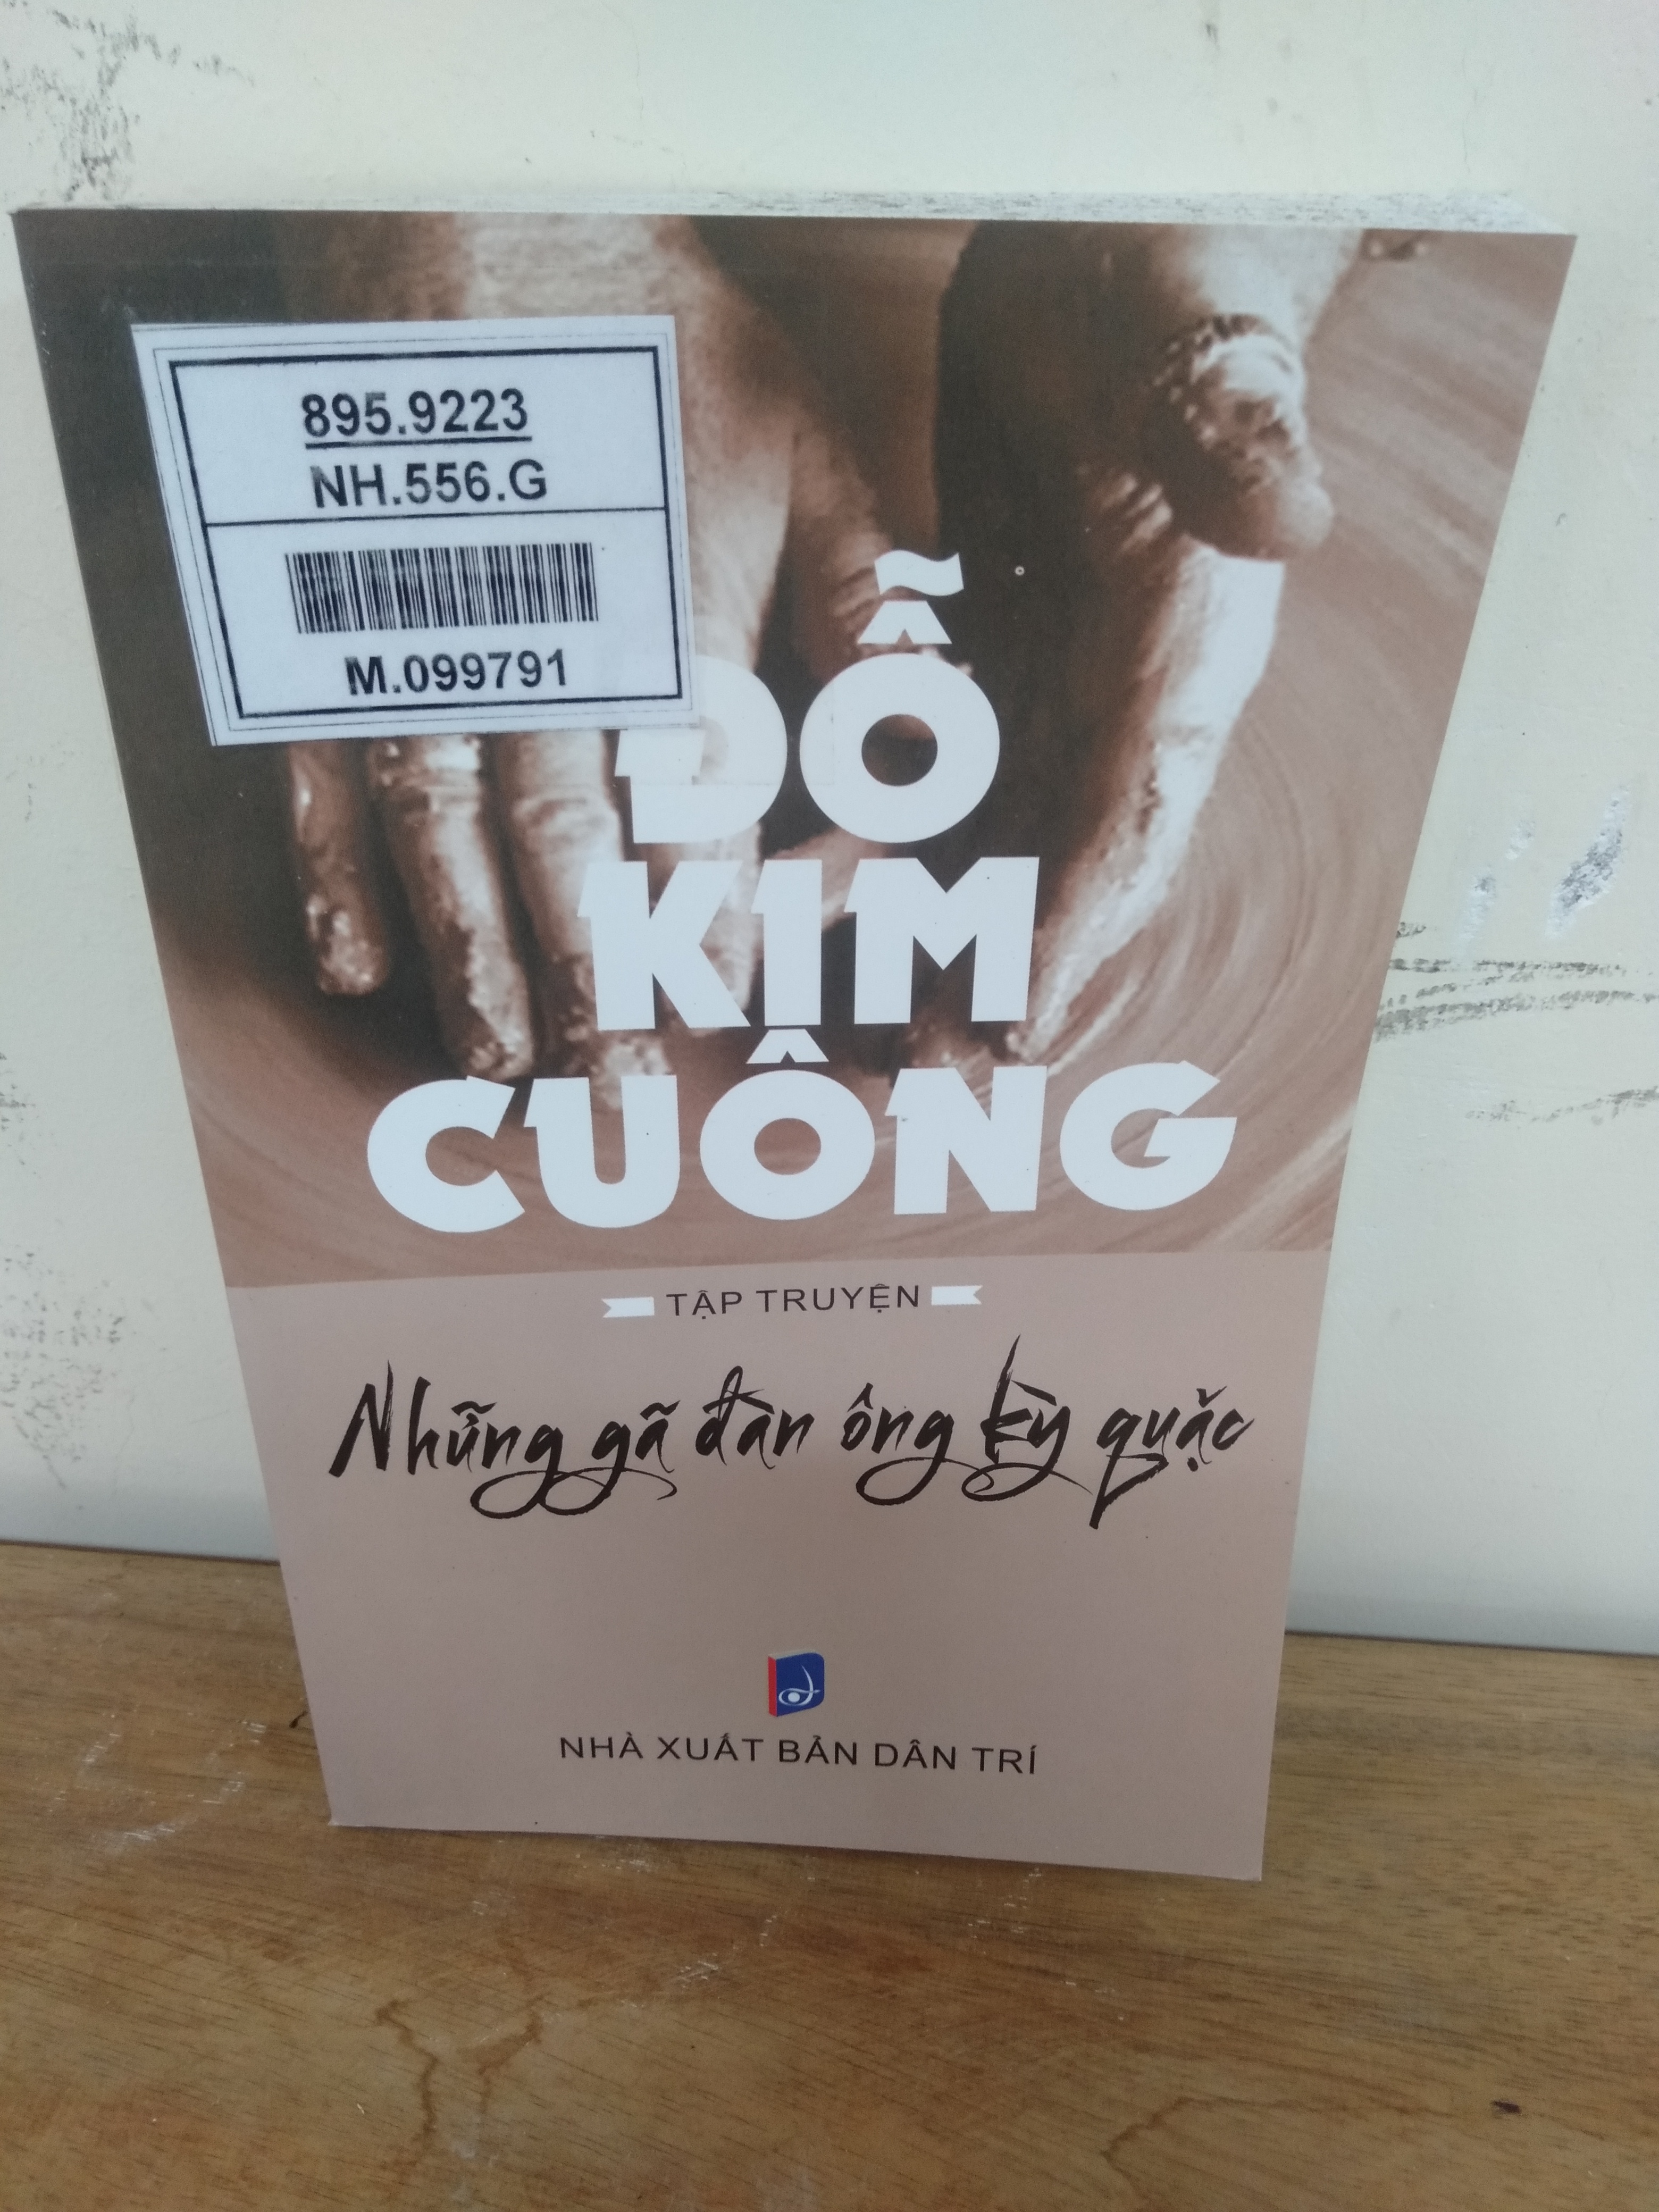 895.9223
NH.556.G
M.099791
ĐỖ
KIM
CUÔNG
TẬP TRUYỆN
Những gã đàn ông kỳ quặc
NHÀ XUẤT BẢN DÂN TRÍ